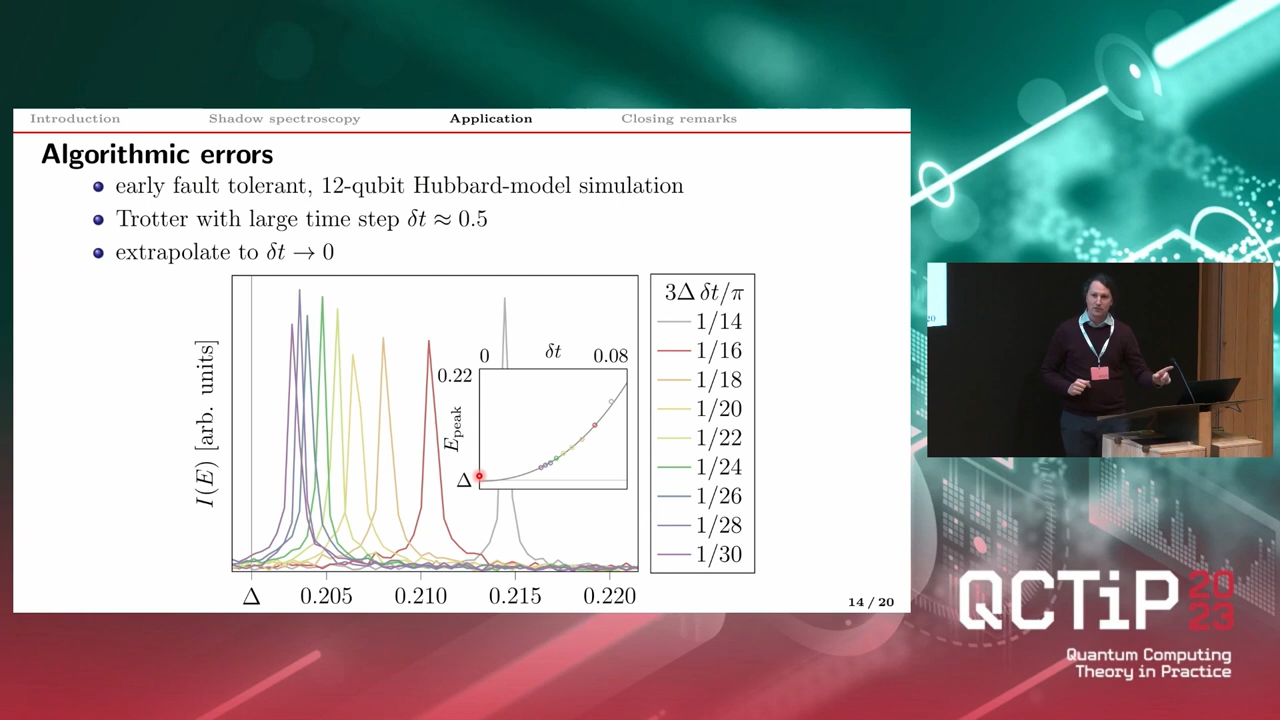 Introduction Shadow spectroscopy Application Closing remarks
Algorithmic errors
early fault tolerant, 12-qubit Hubbard-model simulation
Trotter with large time step δt ≈ 0.5
extrapolate to δt → 0
I(E) [arb. units]
Δ 0.205 0.210 0.215 0.220
0 δt 0.08
0.22
E_peak
Δ
3Δ δt/π
1/14
1/16
1/18
1/20
1/22
1/24
1/26
1/28
1/30
14 / 20
20
QCTiP 20
23
Quantum Computing
Theory in Practice